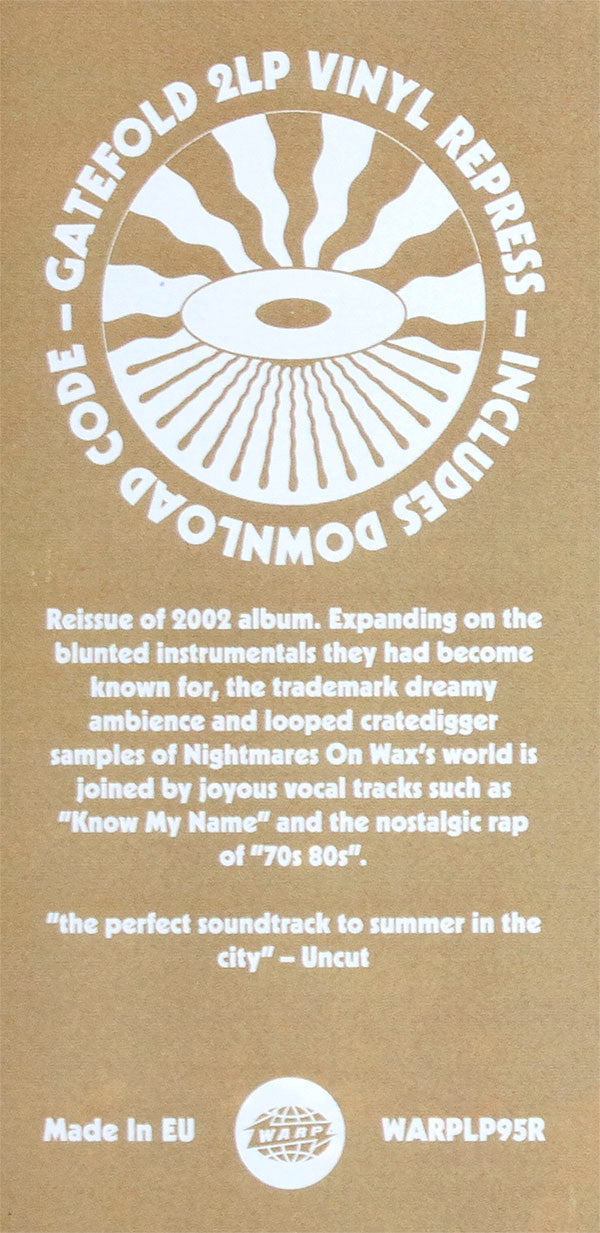 GATEFOLD 2LP VINYL REPRESS – INCLUDES DOWNLOAD CODE –
Reissue of 2002 album. Expanding on the
blunted instrumentals they had become
known for, the trademark dreamy
ambience and looped cratedigger
samples of Nightmares On Wax's world is
joined by joyous vocal tracks such as
"Know My Name" and the nostalgic rap
of "70s 80s".
"the perfect soundtrack to summer in the
city" – Uncut
Made In EU
WARP
WARPLP95R